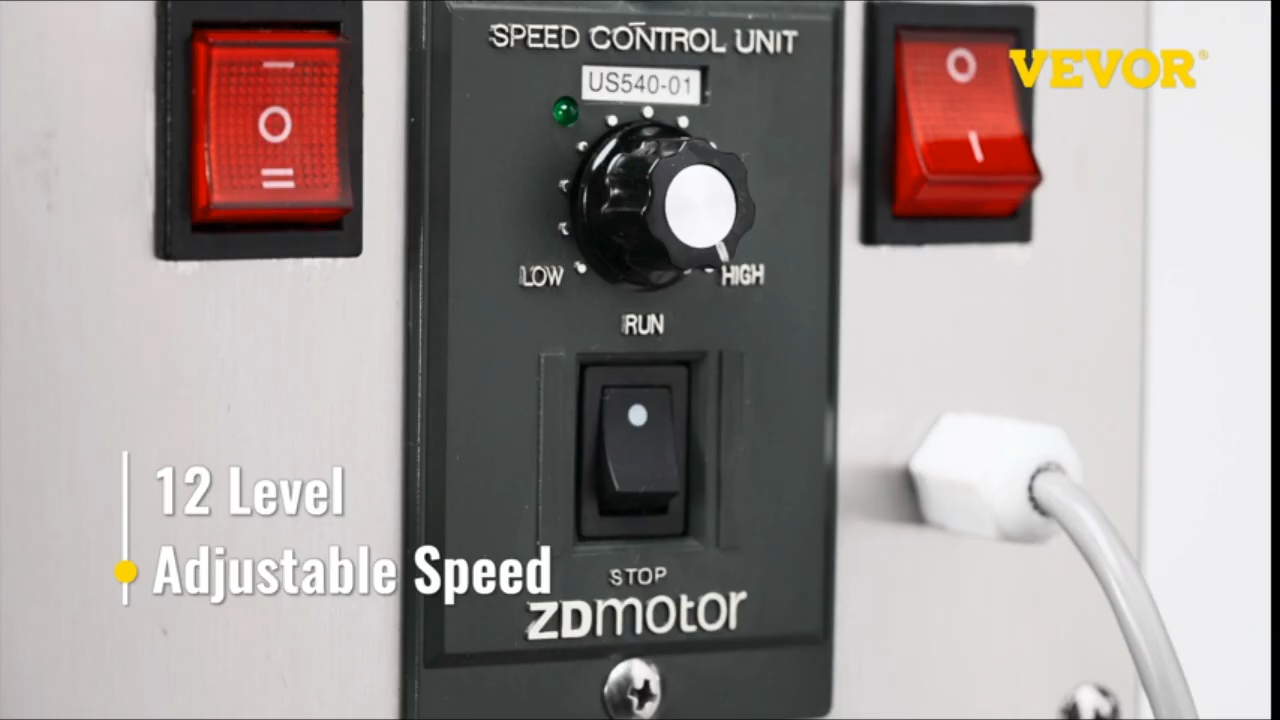 SPEED CONTROL UNIT
US540-01
VEVOR®
LOW
HIGH
RUN
12 Level
Adjustable Speed
STOP
ZDmotor